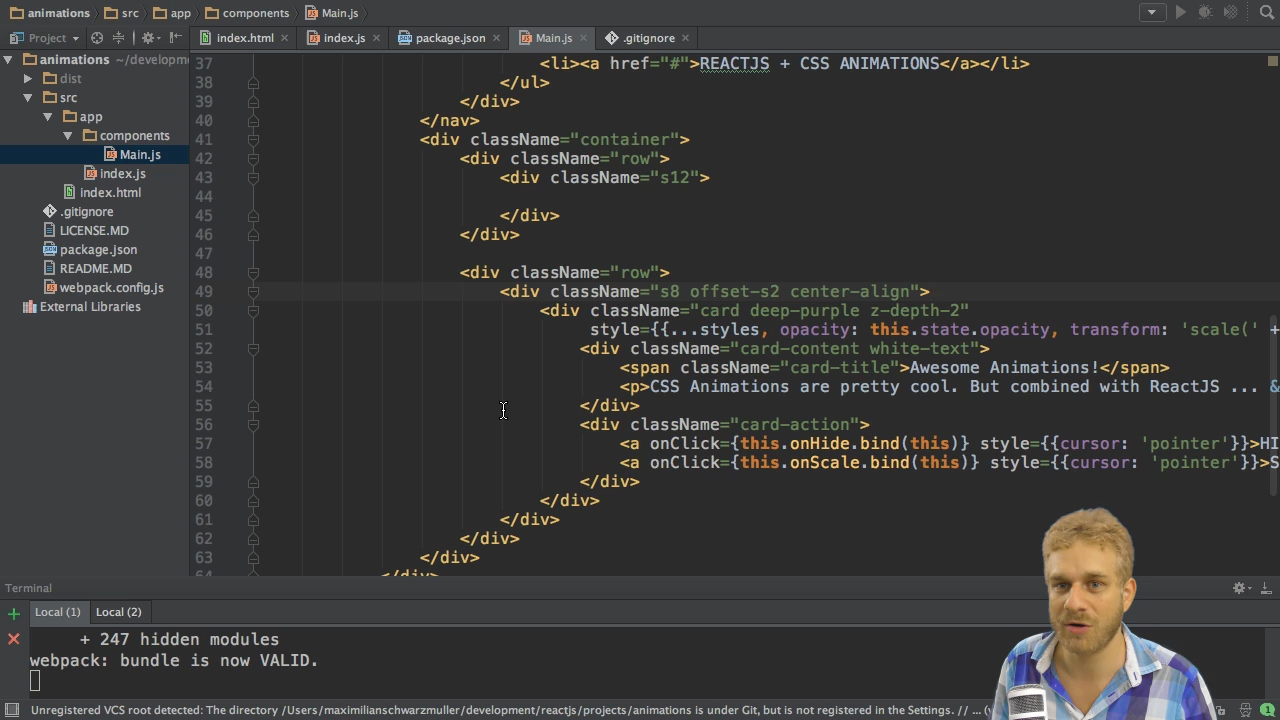 animations src app components Main.js
Project index.html index.js package.json Main.js .gitignore
animations ~/developm
dist
src
app
components
Main.js
index.js
index.html
.gitignore
LICENSE.MD
package.json
README.MD
webpack.config.js
External Libraries
37 <li><a href="#">REACTJS + CSS ANIMATIONS</a></li>
38 </ul>
39 </div>
40 </nav>
41 <div className="container">
42 <div className="row">
43 <div className="s12">
44
45 </div>
46 </div>
47
48 <div className="row">
49 <div className="s8 offset-s2 center-align">
50 <div className="card deep-purple z-depth-2"
51 style={{...styles, opacity: this.state.opacity, transform: 'scale(' +
52 <div className="card-content white-text">
53 <span className="card-title">Awesome Animations!</span>
54 <p>CSS Animations are pretty cool. But combined with ReactJS ... &
55 </div>
56 <div className="card-action">
57 <a onClick={this.onHide.bind(this)} style={{cursor: 'pointer'}}>HI
58 <a onClick={this.onScale.bind(this)} style={{cursor: 'pointer'}}>S
59 </div>
60 </div>
61 </div>
62 </div>
63 </div>
64 </div>
Terminal
Local (1) Local (2)
+ 247 hidden modules
webpack: bundle is now VALID.
Unregistered VCS root detected: The directory /Users/maximilianschwarzmuller/development/reactjs/projects/animations is under Git, but is not registered in the Settings. // ... (
1